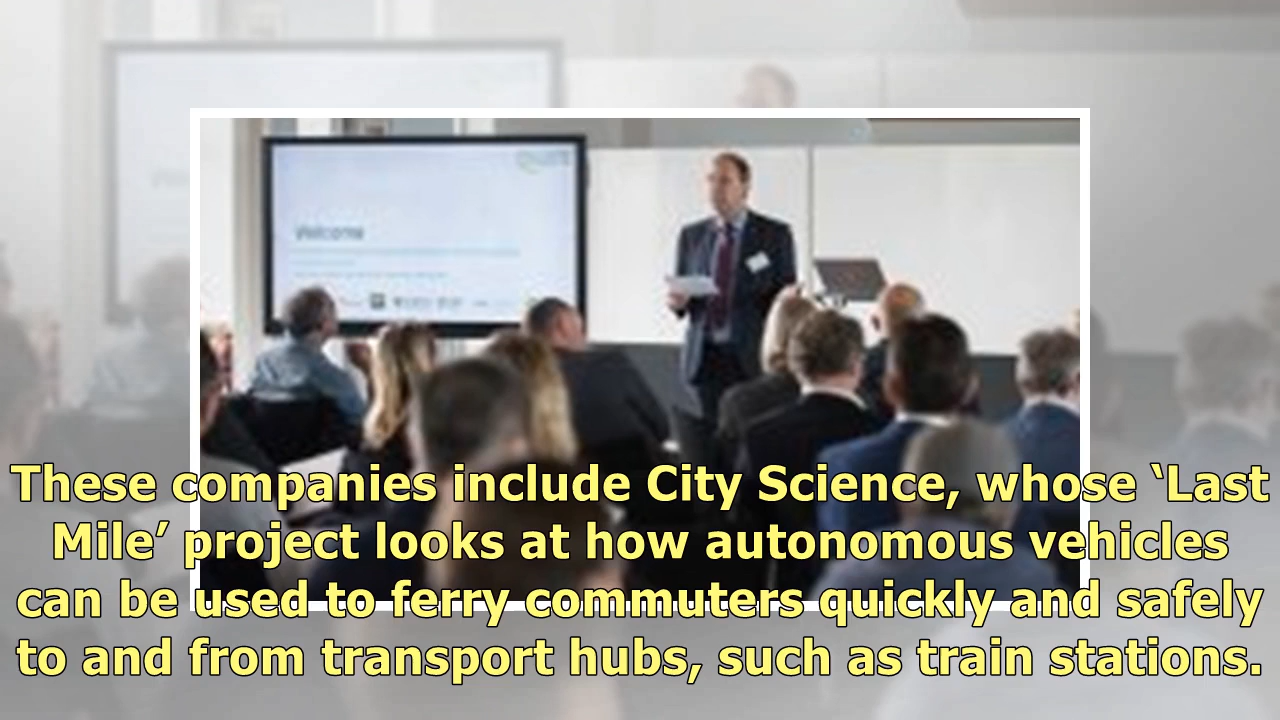 Welcome
These companies include City Science, whose ‘Last
Mile’ project looks at how autonomous vehicles
can be used to ferry commuters quickly and safely
to and from transport hubs, such as train stations.